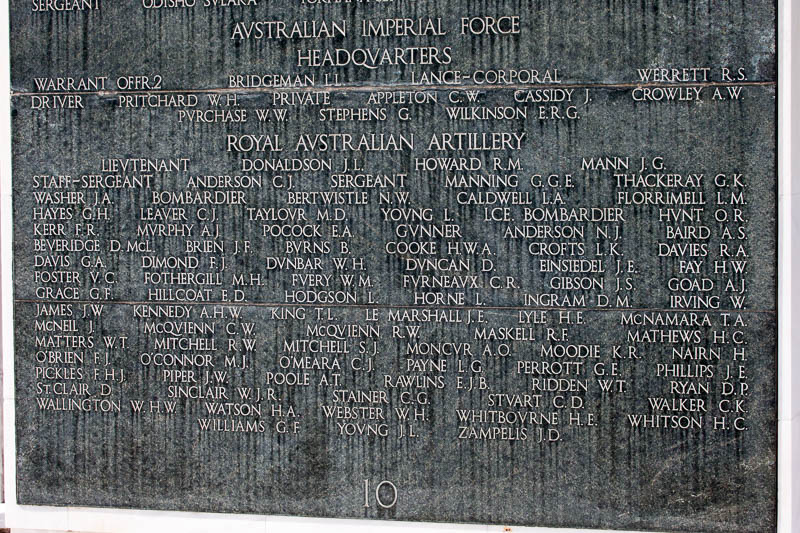 SERGEANT ODISHO SVLAKA
AVSTRALIAN IMPERIAL FORCE
HEADQVARTERS
WARRANT OFFR.2 BRIDGEMAN L.I. LANCE-CORPORAL WERRETT R.S.
DRIVER PRITCHARD W.H. PRIVATE APPLETON C.W. CASSIDY J. CROWLEY A.W.
PVRCHASE W.W. STEPHENS G. WILKINSON E.R.G.
ROYAL AVSTRALIAN ARTILLERY
LIEVTENANT DONALDSON J.L. HOWARD R.M. MANN J.G.
STAFF-SERGEANT ANDERSON C.J. SERGEANT MANNING G.G.E. THACKERAY G.K.
WASHER J.A. BOMBARDIER BERTWISTLE N.W. CALDWELL L.A. FLORRIMELL L.M.
HAYES G.H. LEAVER C.J. TAYLOVR M.D. YOVNG L. LCE. BOMBARDIER HVNT O.R.
KERR F.R. MVRPHY A.J. POCOCK E.A. GVNNER ANDERSON N.J. BAIRD A.S.
BEVERIDGE D.McL. BRIEN J.F. BVRNS B. COOKE H.W.A. CROFTS L.K. DAVIES R.A.
DAVIS G.A. DIMOND F.J. DVNBAR W.H. DVNCAN D. EINSIEDEL J.E. FAY H.W.
FOSTER V.C. FOTHERGILL M.H. FVERY W.M. FVRNEAVX C.R. GIBSON J.S. GOAD A.J.
GRACE G.F. HILLCOAT E.D. HODGSON L. HORNE L. INGRAM D.M. IRVING W.
JAMES J.W. KENNEDY A.H.W. KING T.L. LE MARSHALL J.E. LYLE H.E. McNAMARA T.A.
McNEIL J. McQVIENN C.W. McQVIENN R.W. MASKELL R.F. MATHEWS H.C.
MATTERS W.T. MITCHELL R.W. MITCHELL S.J. MONCVR A.O. MOODIE K.R. NAIRN H.
O'BRIEN F.J. O'CONNOR M.J. O'MEARA C.J. PAYNE L.G. PERROTT G.E. PHILLIPS J.E.
PICKLES F.H.J. PIPER J.W. POOLE A.T. RAWLINS E.J.B. RIDDEN W.T. RYAN D.P.
St CLAIR D. SINCLAIR W.J.R. STAINER C.G. STVART C.D. WALKER C.K.
WALLINGTON W.H.W. WATSON H.A. WEBSTER W.H. WHITBOVRNE H.E. WHITSON H.C.
WILLIAMS G.F. YOVNG J.L. ZAMPELIS J.D.
10